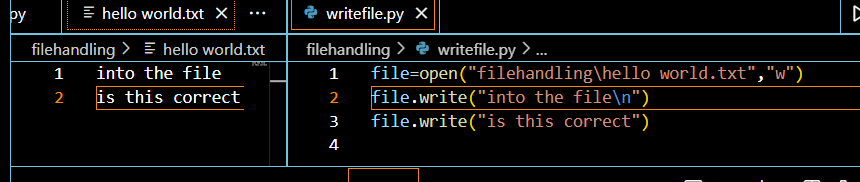 py
hello world.txt
writefile.py
filehandling > hello world.txt
filehandling > writefile.py > ...
1 into the file
2 is this correct
1 file=open("filehandling\hello world.txt","w")
2 file.write("into the file\n")
3 file.write("is this correct")
4